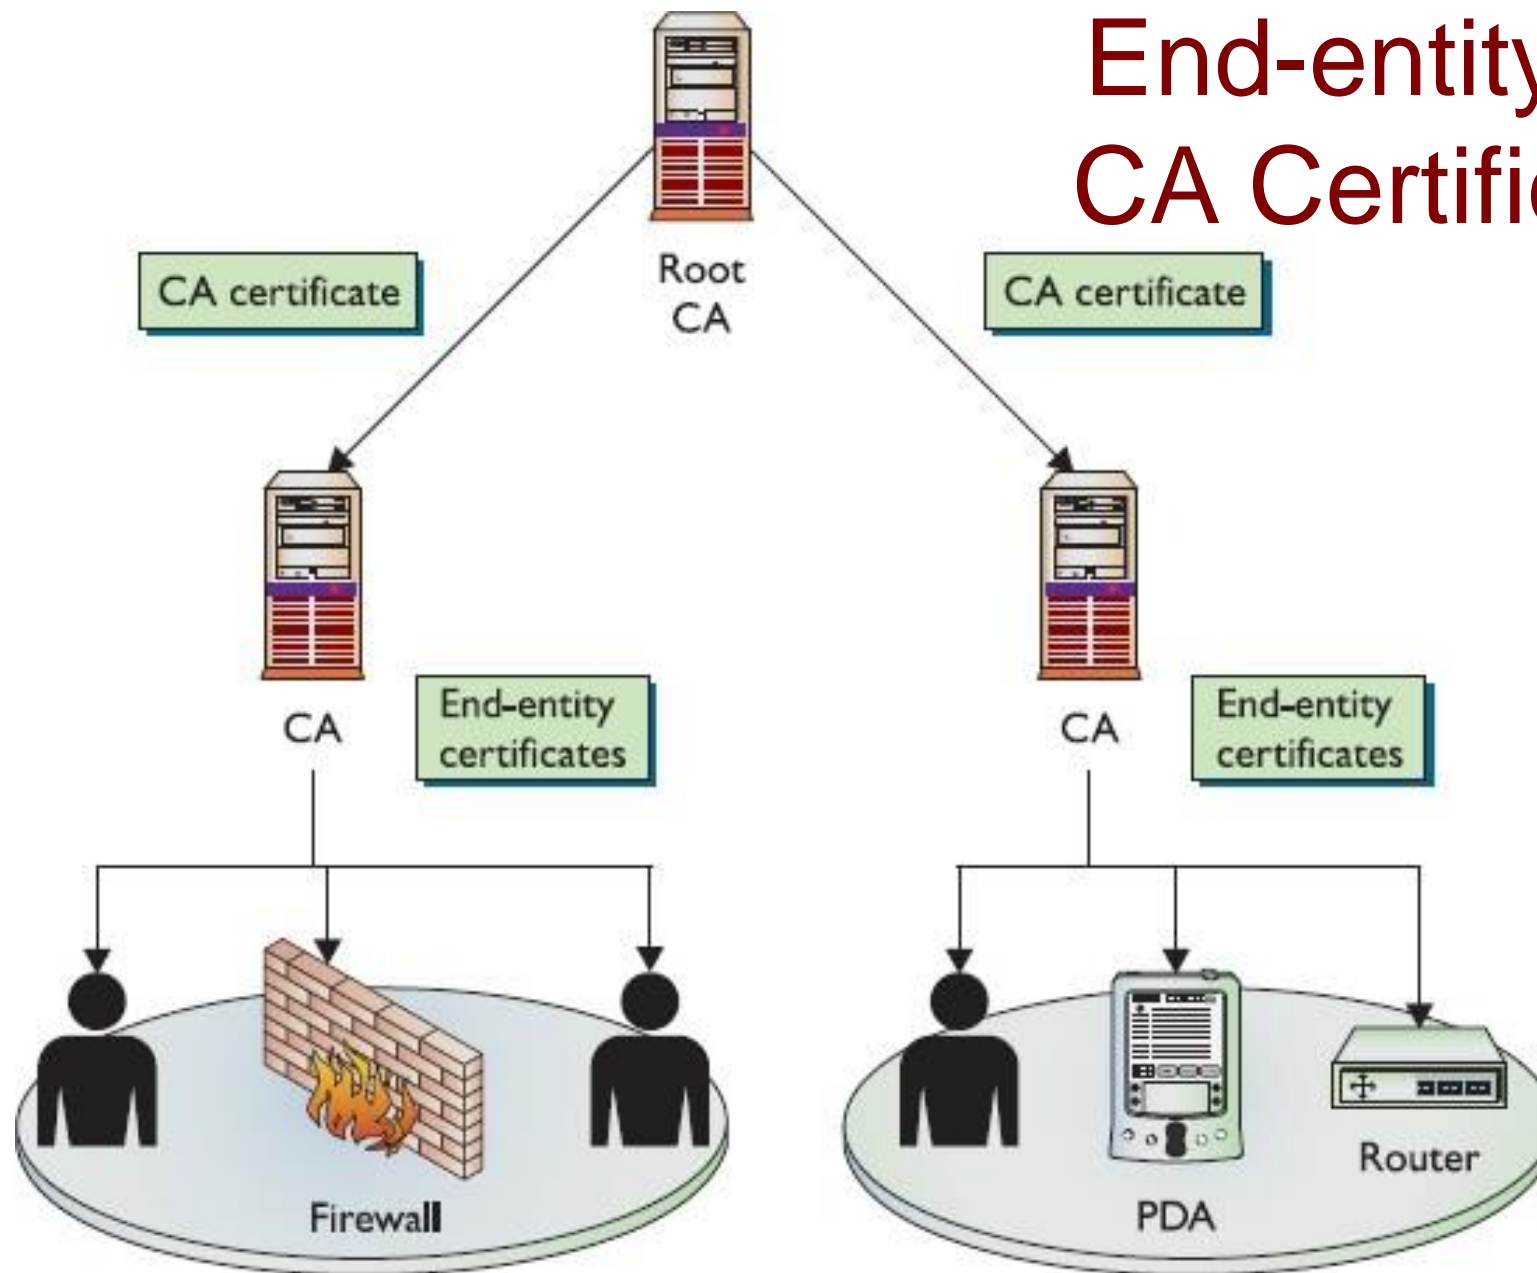 End-entity
CA Certific
Root
CA
CA certificate
CA certificate
CA
End-entity
certificates
CA
End-entity
certificates
Firewall
PDA
Router